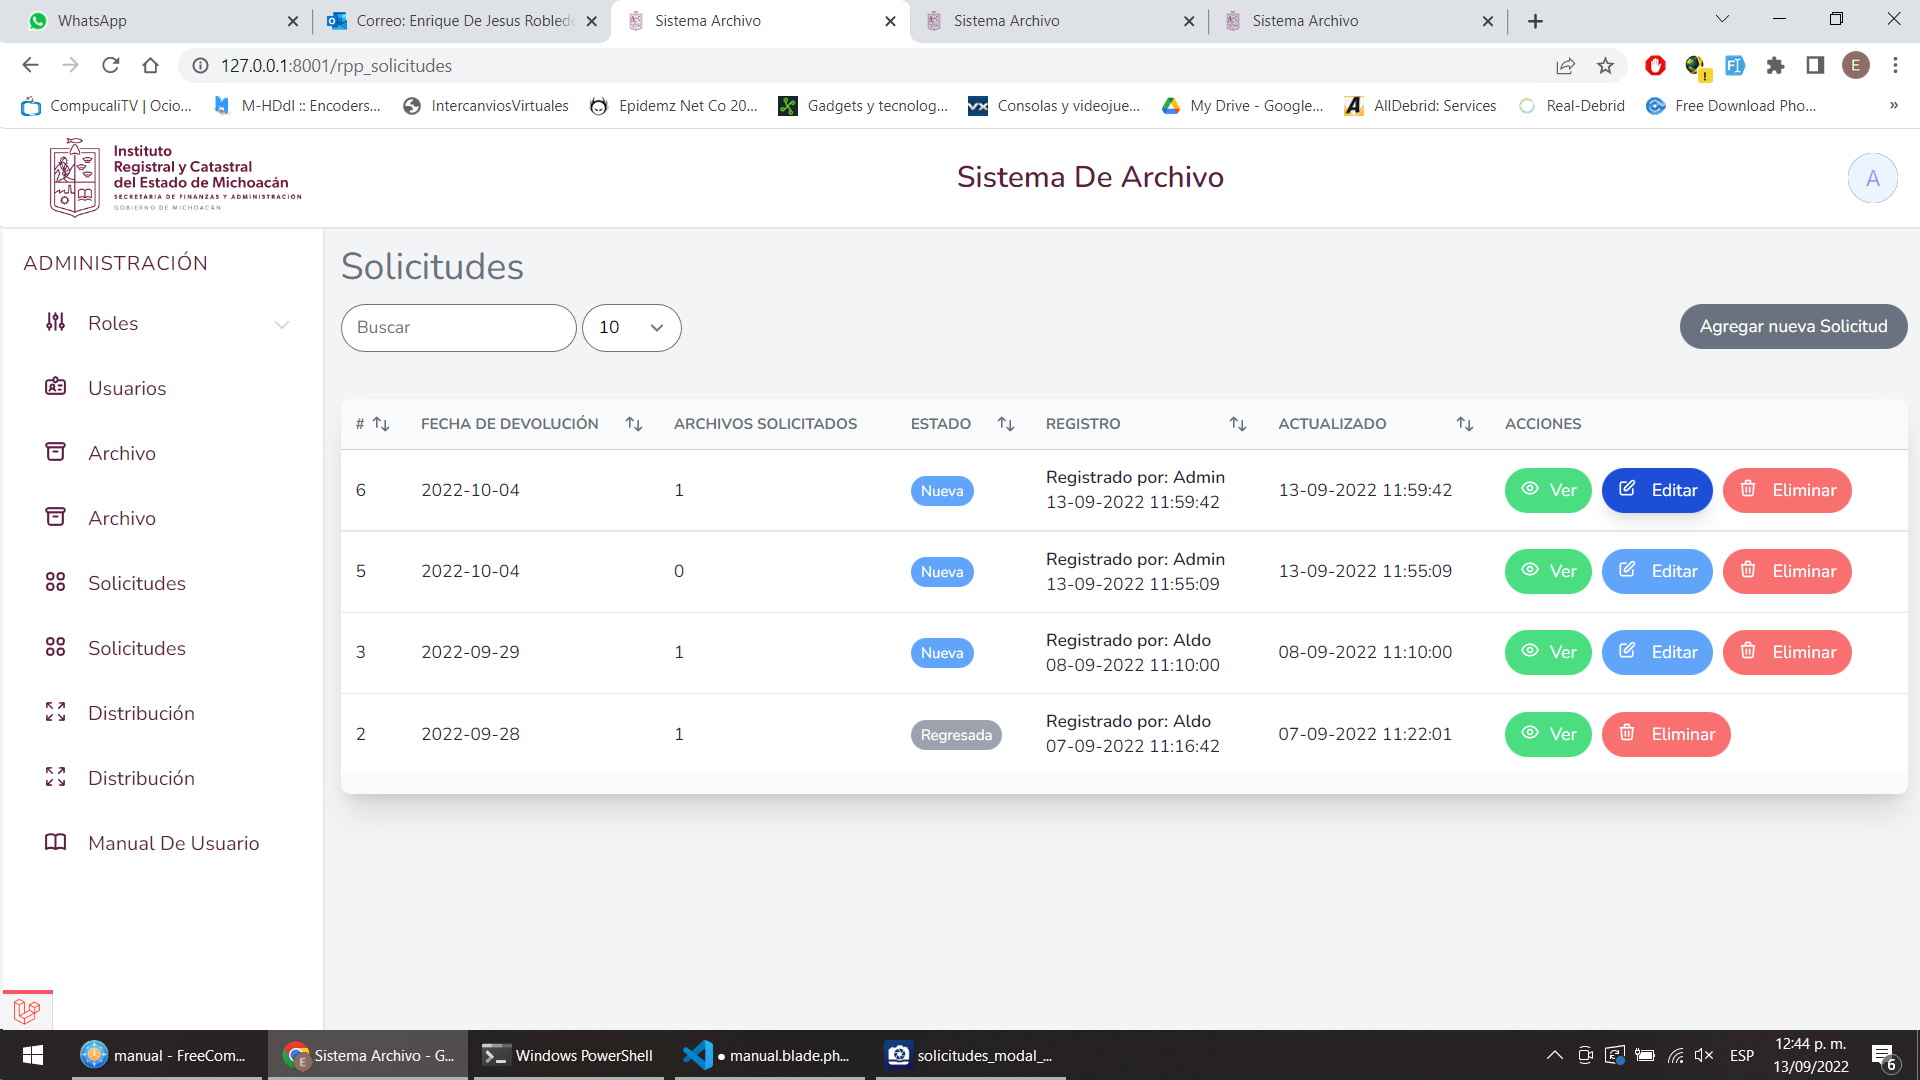 WhatsApp
Correo: Enrique De Jesus Robledo
Sistema Archivo
Sistema Archivo
Sistema Archivo
127.0.0.1:8001/rpp_solicitudes
E
CompucaliTV | Ocio...
M-HDdl :: Encoders...
IntercanviosVirtuales
Epidemz Net Co 20...
Gadgets y tecnolog...
Consolas y videojue...
My Drive - Google...
AllDebrid: Services
Real-Debrid
Free Download Pho...
»
Instituto
Registral y Catastral
del Estado de Michoacán
SECRETARÍA DE FINANZAS Y ADMINISTRACIÓN
GOBIERNO DE MICHOACÁN
Sistema De Archivo
A
ADMINISTRACIÓN
Roles
Usuarios
Archivo
Archivo
Solicitudes
Solicitudes
Distribución
Distribución
Manual De Usuario
Solicitudes
Buscar
10
Agregar nueva Solicitud
# FECHA DE DEVOLUCIÓN ARCHIVOS SOLICITADOS ESTADO REGISTRO ACTUALIZADO ACCIONES
6 2022-10-04 1 Nueva Registrado por: Admin 13-09-2022 11:59:42 Ver Editar Eliminar
13-09-2022 11:59:42
5 2022-10-04 0 Nueva Registrado por: Admin 13-09-2022 11:55:09 Ver Editar Eliminar
13-09-2022 11:55:09
3 2022-09-29 1 Nueva Registrado por: Aldo 08-09-2022 11:10:00 Ver Editar Eliminar
08-09-2022 11:10:00
2 2022-09-28 1 Regresada Registrado por: Aldo 07-09-2022 11:22:01 Ver Eliminar
07-09-2022 11:16:42
manual - FreeCom...
Sistema Archivo - G...
Windows PowerShell
● manual.blade.ph...
solicitudes_modal_...
ESP
12:44 p. m.
13/09/2022
6